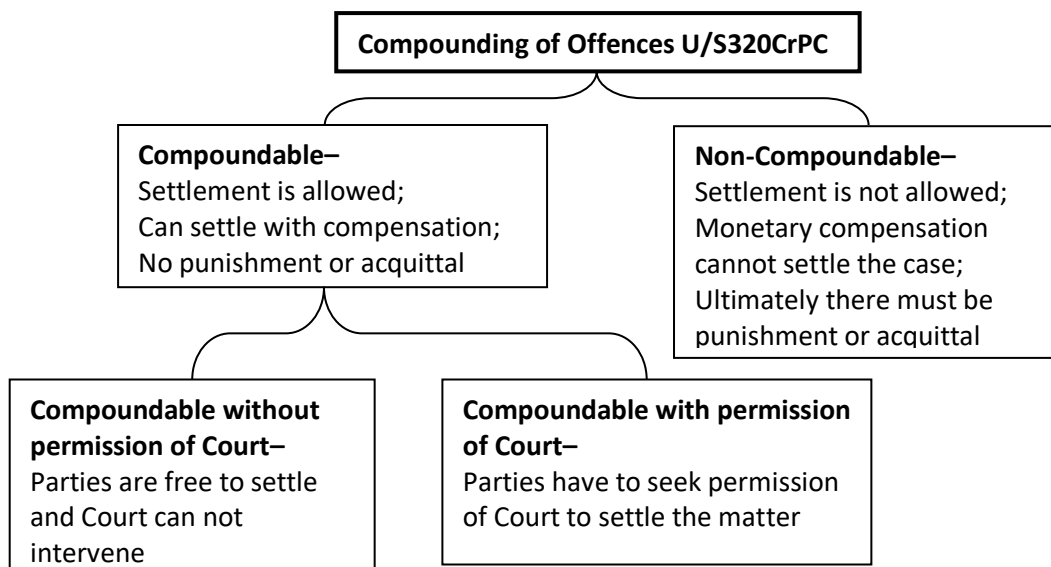 Compounding of Offences U/S320CrPC
Compoundable–
Settlement is allowed;
Can settle with compensation;
No punishment or acquittal
Non-Compoundable–
Settlement is not allowed;
Monetary compensation
cannot settle the case;
Ultimately there must be
punishment or acquittal
Compoundable without
permission of Court–
Parties are free to settle
and Court can not
intervene
Compoundable with permission
of Court–
Parties have to seek permission
of Court to settle the matter